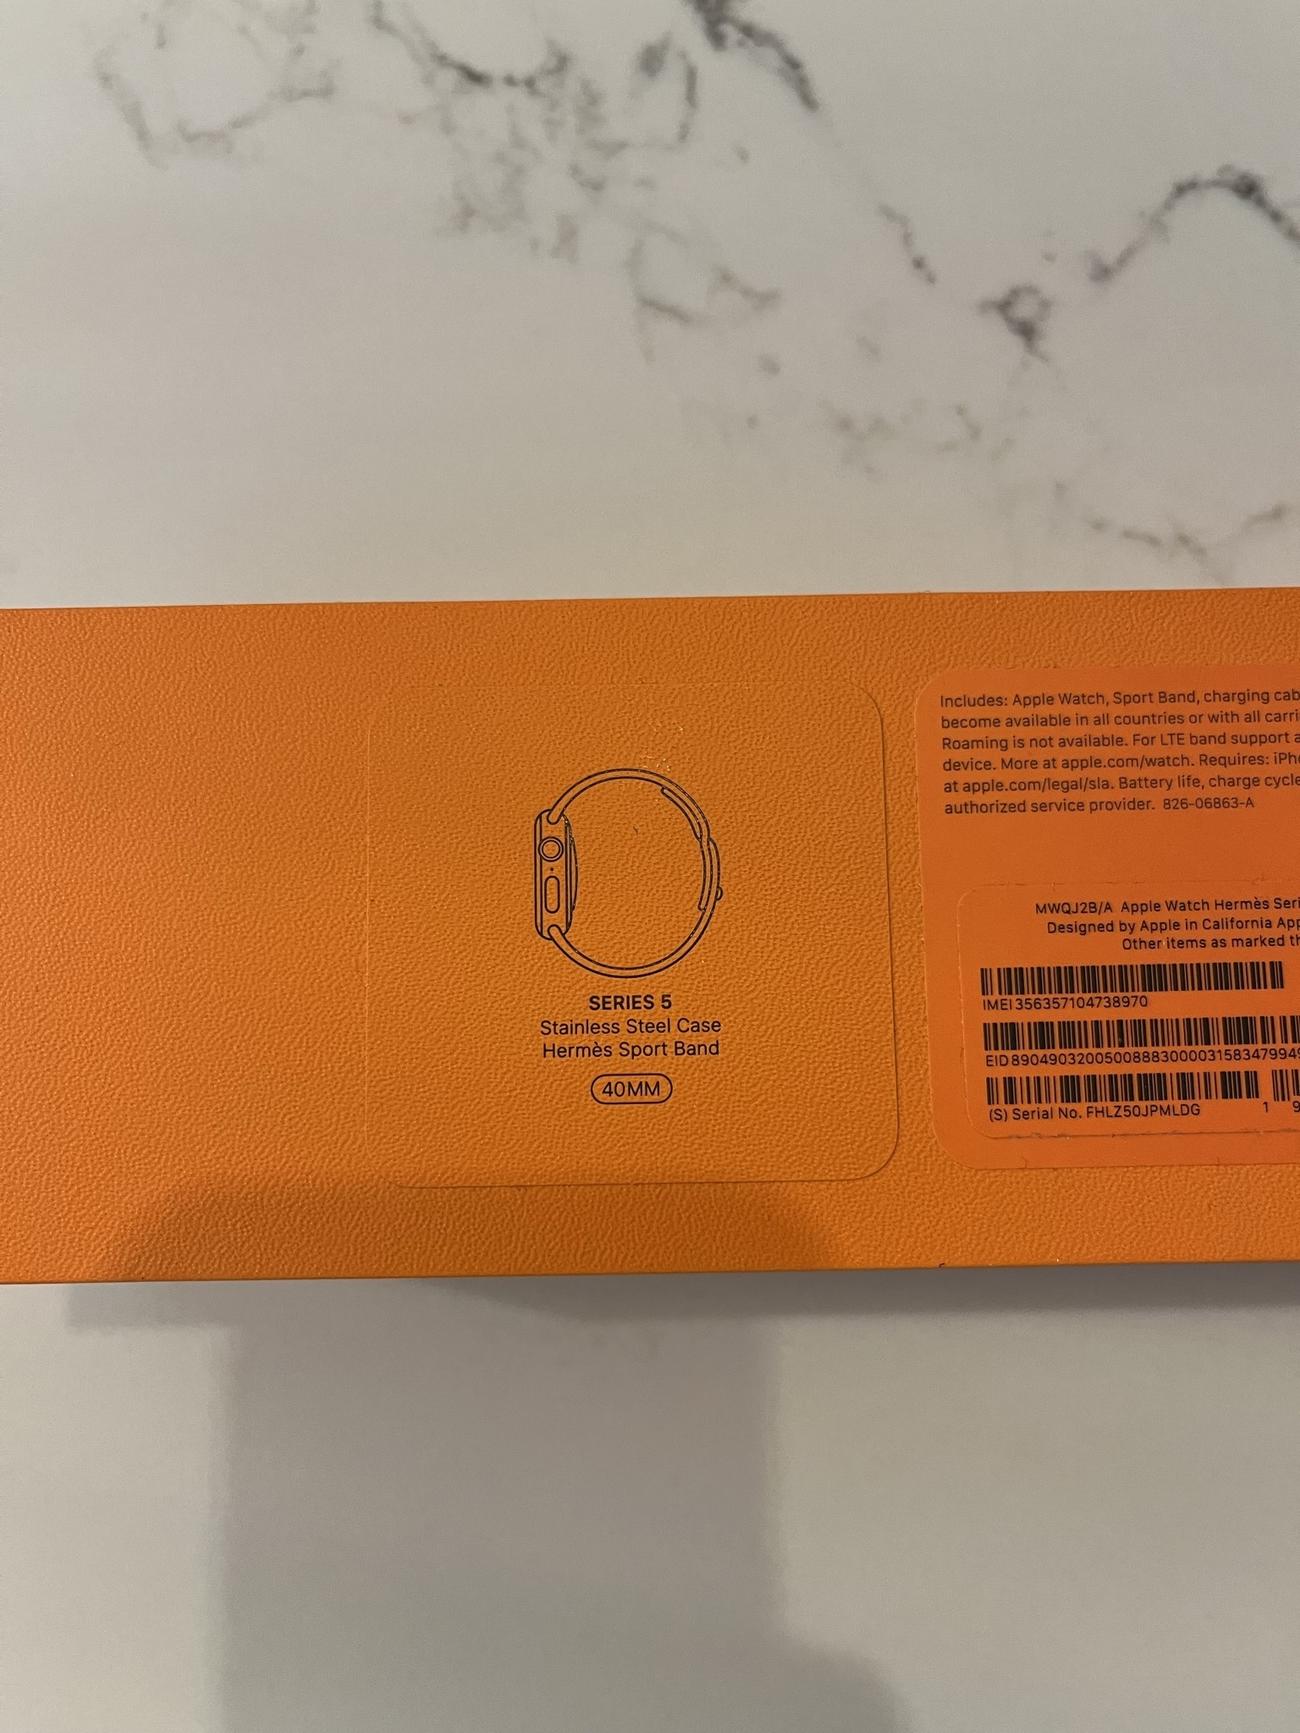 SERIES 5
Stainless Steel Case
Hermès Sport Band
40MM
Includes: Apple Watch, Sport Band, charging cab
become available in all countries or with all carri
Roaming is not available. For LTE band support a
device. More at apple.com/watch. Requires: iPh
at apple.com/legal/sla. Battery life, charge cycle
authorized service provider. 826-06863-A
MWQJ2B/A Apple Watch Hermès Seri
Designed by Apple in California App
Other items as marked th
IMEI 356357104738970
EID 8904903200500888300003158347994
(S) Serial No. FHLZ50JPMLDG
1 9